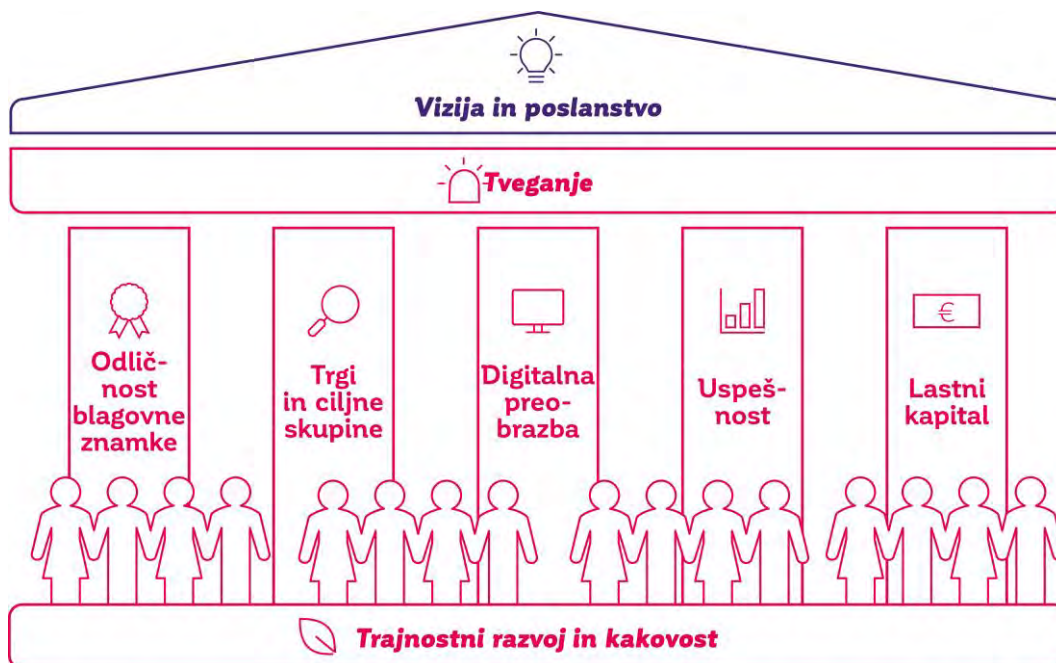 Vizija in poslanstvo
Tveganje
Odlič-
nost
blagovne
znamke
Trgi
in ciljne
skupine
Digitalna
preo-
brazba
Uspeš-
nost
€
Lastni
kapital
Trajnostni razvoj in kakovost